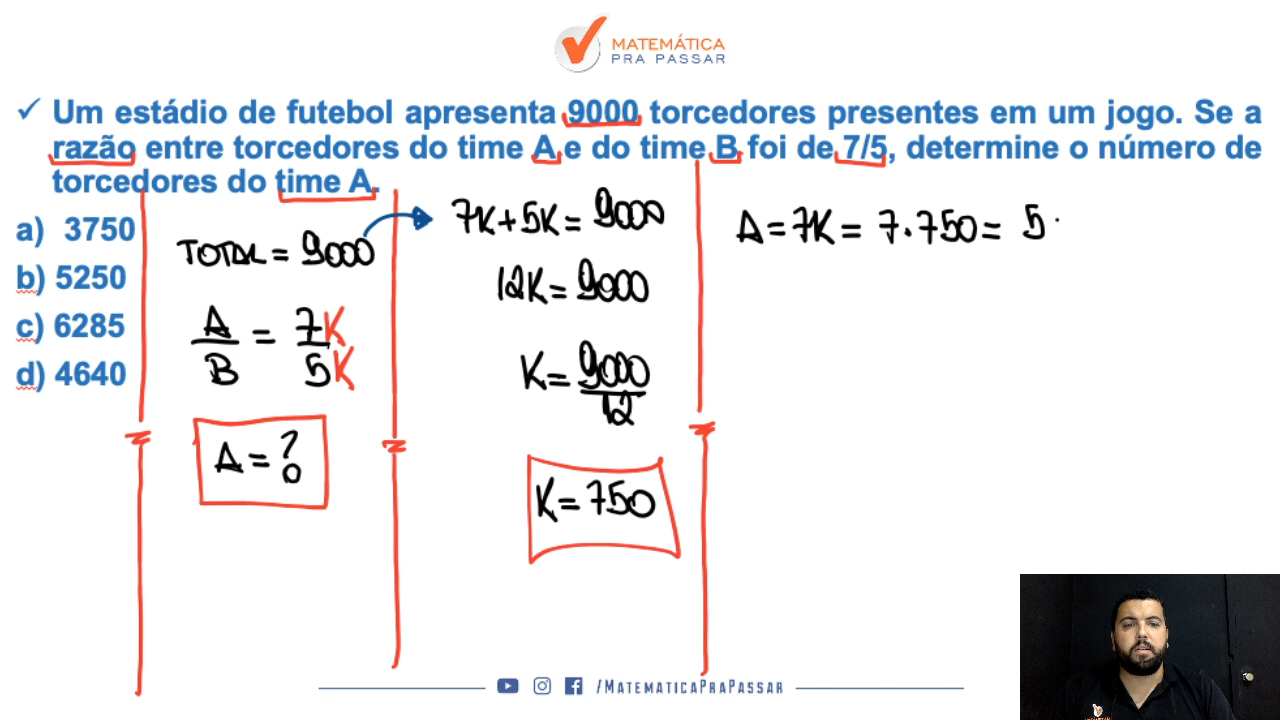 MATEMÁTICA
PRA PASSAR
✓ Um estádio de futebol apresenta 9000 torcedores presentes em um jogo. Se a
razão entre torcedores do time A e do time B foi de 7/5, determine o número de
torcedores do time A.
a) 3750
b) 5250
c) 6285
d) 4640
TOTAL = 9000
A/B = 7K/5K
A = ?
7K + 5K = 9000
12K = 9000
K = 9000/12
K = 750
A = 7K = 7.750 = 5.
/MATEMATICAPRAPASSAR